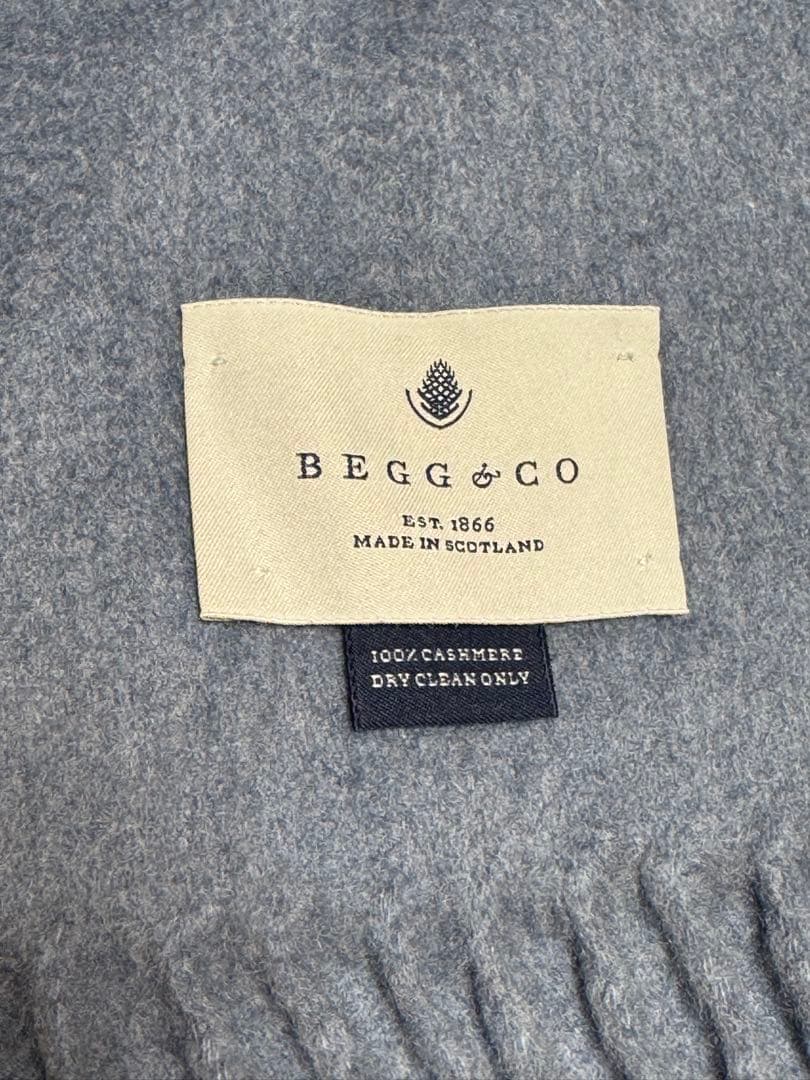 BEGG & CO
EST. 1866
MADE IN SCOTLAND
100% CASHMERE
DRY CLEAN ONLY